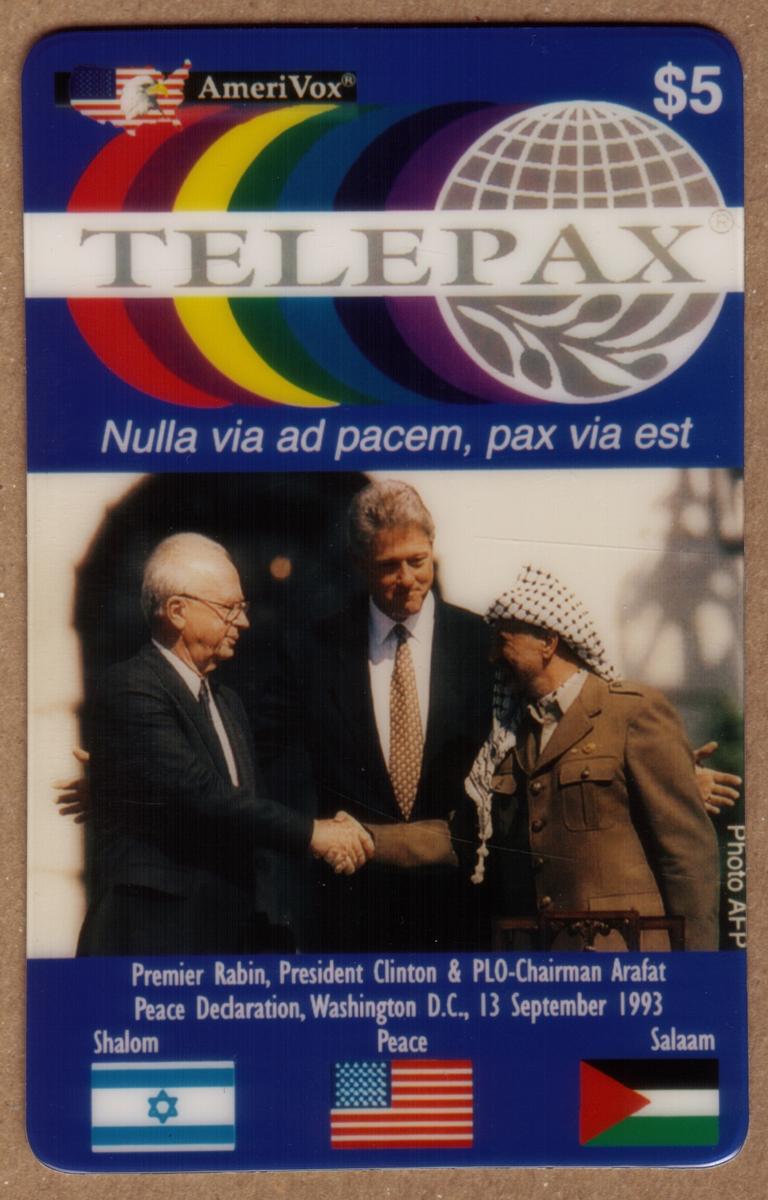 AmeriVox®
$5
TELEPAX®
Nulla via ad pacem, pax via est
Photo AFP
Premier Rabin, President Clinton & PLO-Chairman Arafat
Peace Declaration, Washington D.C., 13 September 1993
Shalom Peace Salaam